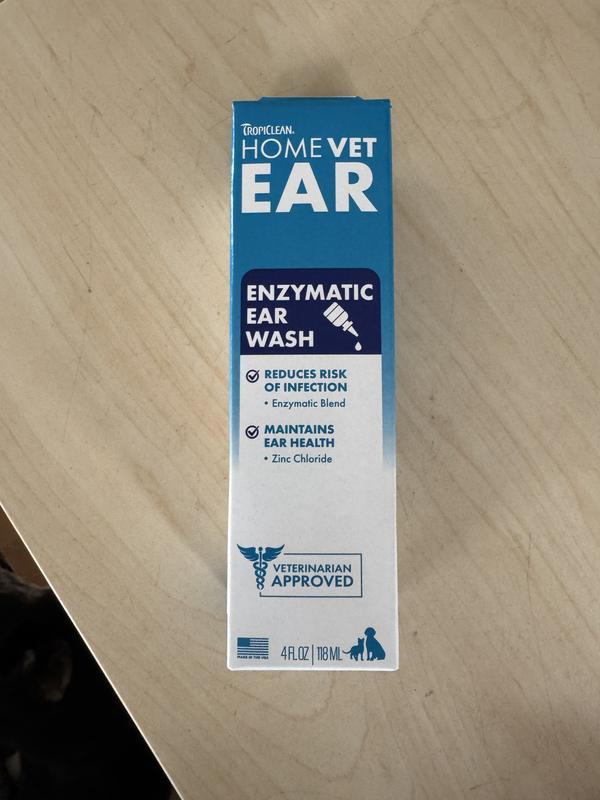 TROPICLEAN.
HOME VET
EAR
ENZYMATIC
EAR
WASH
REDUCES RISK
OF INFECTION
• Enzymatic Blend
MAINTAINS
EAR HEALTH
• Zinc Chloride
VETERINARIAN
APPROVED
MADE IN THE USA
4 FL OZ | 118 ML